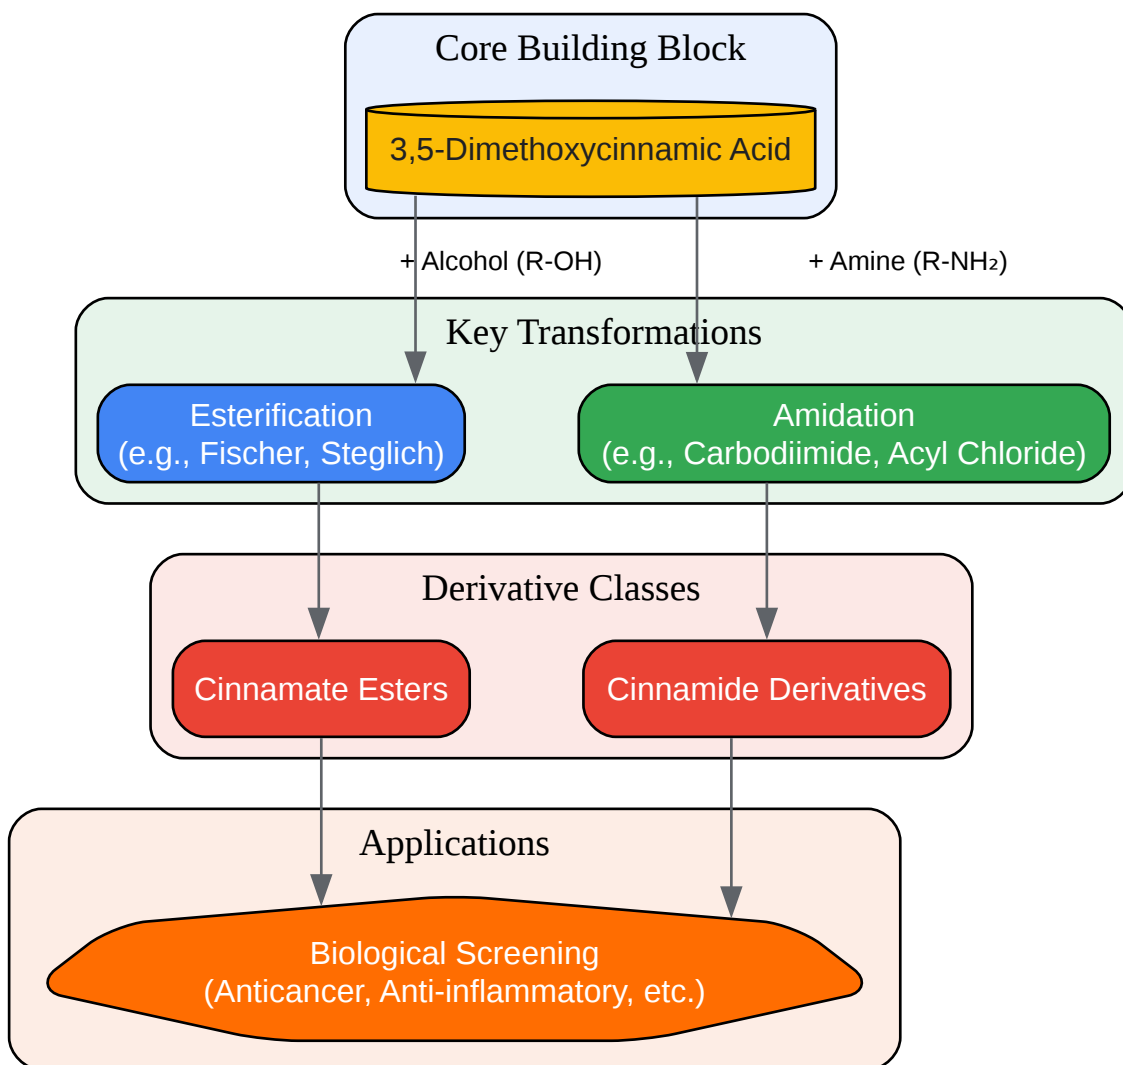 Core Building Block
3,5-Dimethoxycinnamic Acid
+ Alcohol (R-OH)
+ Amine (R-NH₂)
Key Transformations
Esterification
(e.g., Fischer, Steglich)
Amidation
(e.g., Carbodiimide, Acyl Chloride)
Derivative Classes
Cinnamate Esters
Cinnamide Derivatives
Applications
Biological Screening
(Anticancer, Anti-inflammatory, etc.)